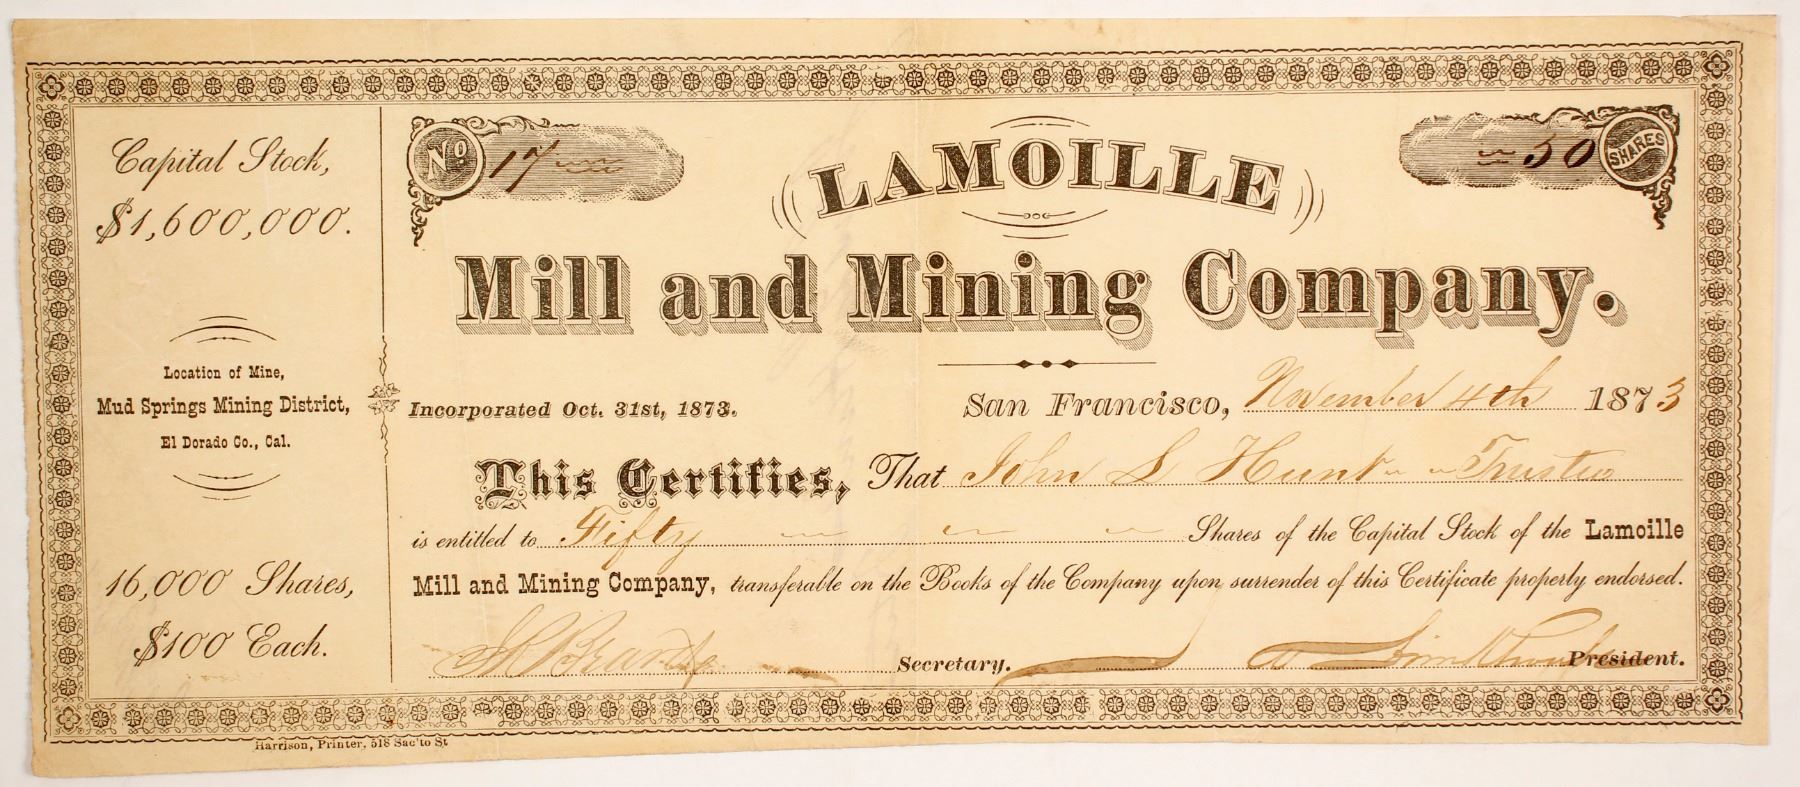 Capital Stock,
$1,600,000.
Location of Mine,
Mud Springs Mining District,
El Dorado Co., Cal.
16,000 Shares,
$100 Each.
No 17
50 SHARES
LAMOILLE
Mill and Mining Company.
Incorporated Oct. 31st, 1873.
San Francisco, November 4th 1873
This Certifies, That John S Hunt Trustee
is entitled to Fifty Shares of the Capital Stock of the Lamoille
Mill and Mining Company, transferable on the Books of the Company upon surrender of this Certificate properly endorsed.
Secretary. President.
Harrison, Printer, 518 Sac'to St